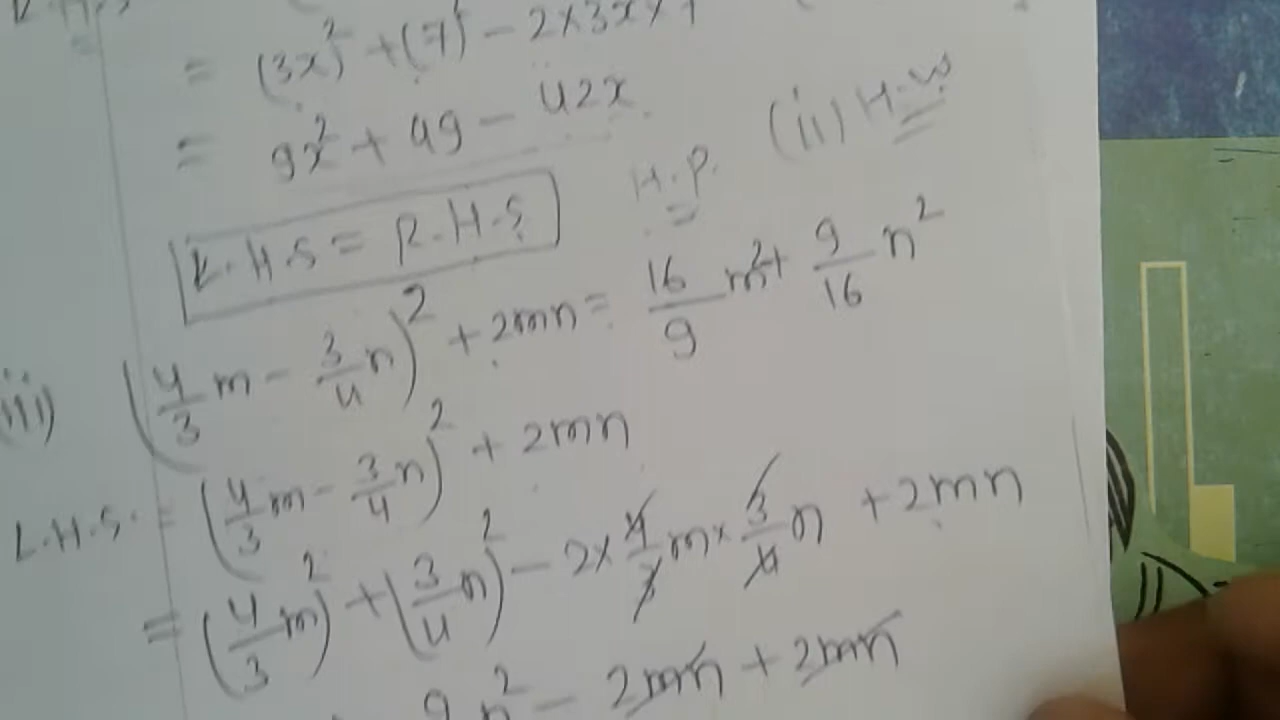 = (3x)² + (7)² - 2×3x×7
= 9x² + 49 - 42x
L.H.S = R.H.S H.P. (ii) H.W
iii) (4/3 m - 3/4 n)² + 2mn = 16/9 m² + 9/16 n²
L.H.S. = (4/3 m - 3/4 n)² + 2mn
= (4/3 m)² + (3/4 n)² - 2× 4/3 m× 3/4 n + 2mn
n² - 2mn + 2mn